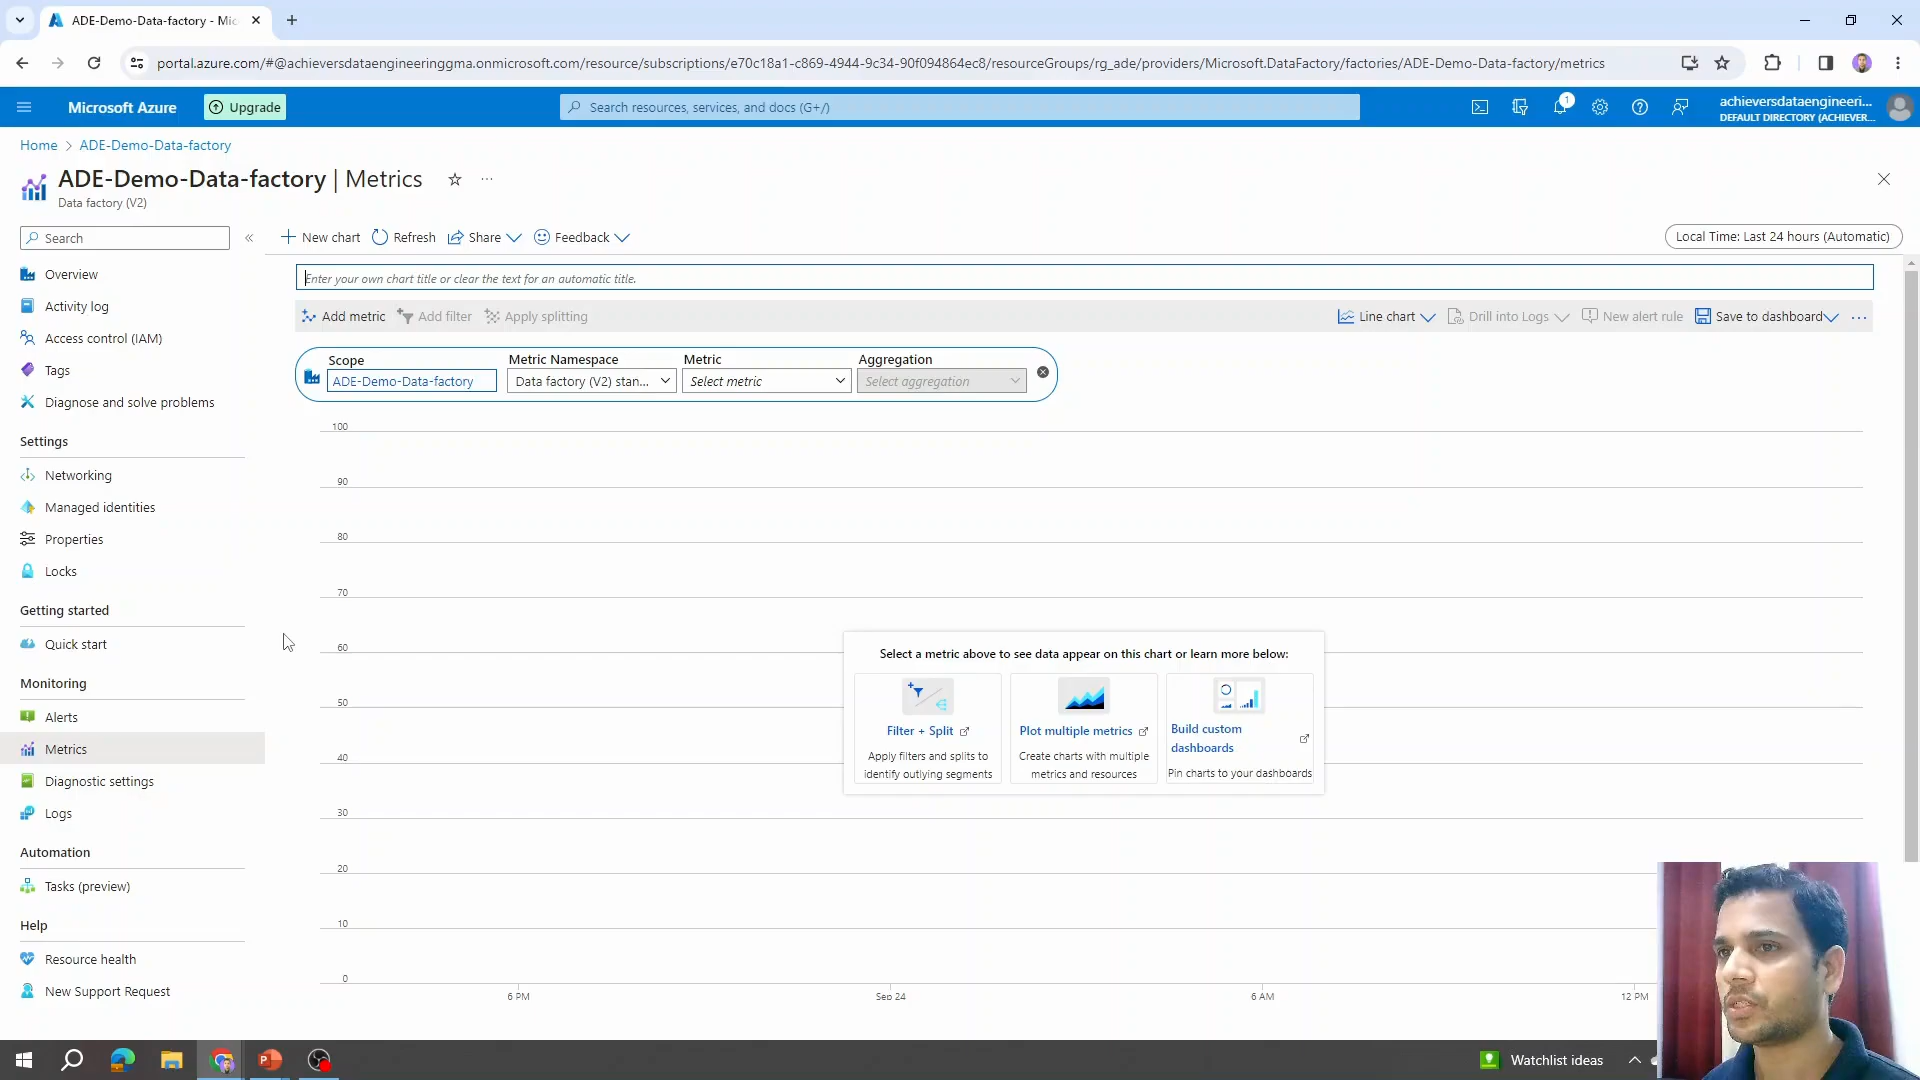 ADE-Demo-Data-factory - Mic
portal.azure.com/#@achieversdataengineeringgma.onmicrosoft.com/resource/subscriptions/e70c18a1-c869-4944-9c34-90f094864ec8/resourceGroups/rg_ade/providers/Microsoft.DataFactory/factories/ADE-Demo-Data-factory/metrics
Microsoft Azure
Upgrade
Search resources, services, and docs (G+/)
1
achieversdataengineeri...
DEFAULT DIRECTORY (ACHIEVER...
Home > ADE-Demo-Data-factory
ADE-Demo-Data-factory | Metrics
Data factory (V2)
Search
New chart
Refresh
Share
Feedback
Local Time: Last 24 hours (Automatic)
Overview
Activity log
Access control (IAM)
Tags
Diagnose and solve problems
Settings
Networking
Managed identities
Properties
Locks
Getting started
Quick start
Monitoring
Alerts
Metrics
Diagnostic settings
Logs
Automation
Tasks (preview)
Help
Resource health
New Support Request
Enter your own chart title or clear the text for an automatic title.
Add metric
Add filter
Apply splitting
Line chart
Drill into Logs
New alert rule
Save to dashboard
Scope
ADE-Demo-Data-factory
Metric Namespace
Data factory (V2) stan...
Metric
Select metric
Aggregation
Select aggregation
100
90
80
70
60
50
40
30
20
10
0
6 PM
Sep 24
6 AM
12 PM
Select a metric above to see data appear on this chart or learn more below:
Filter + Split
Apply filters and splits to
identify outlying segments
Plot multiple metrics
Create charts with multiple
metrics and resources
Build custom
dashboards
Pin charts to your dashboards
Watchlist ideas